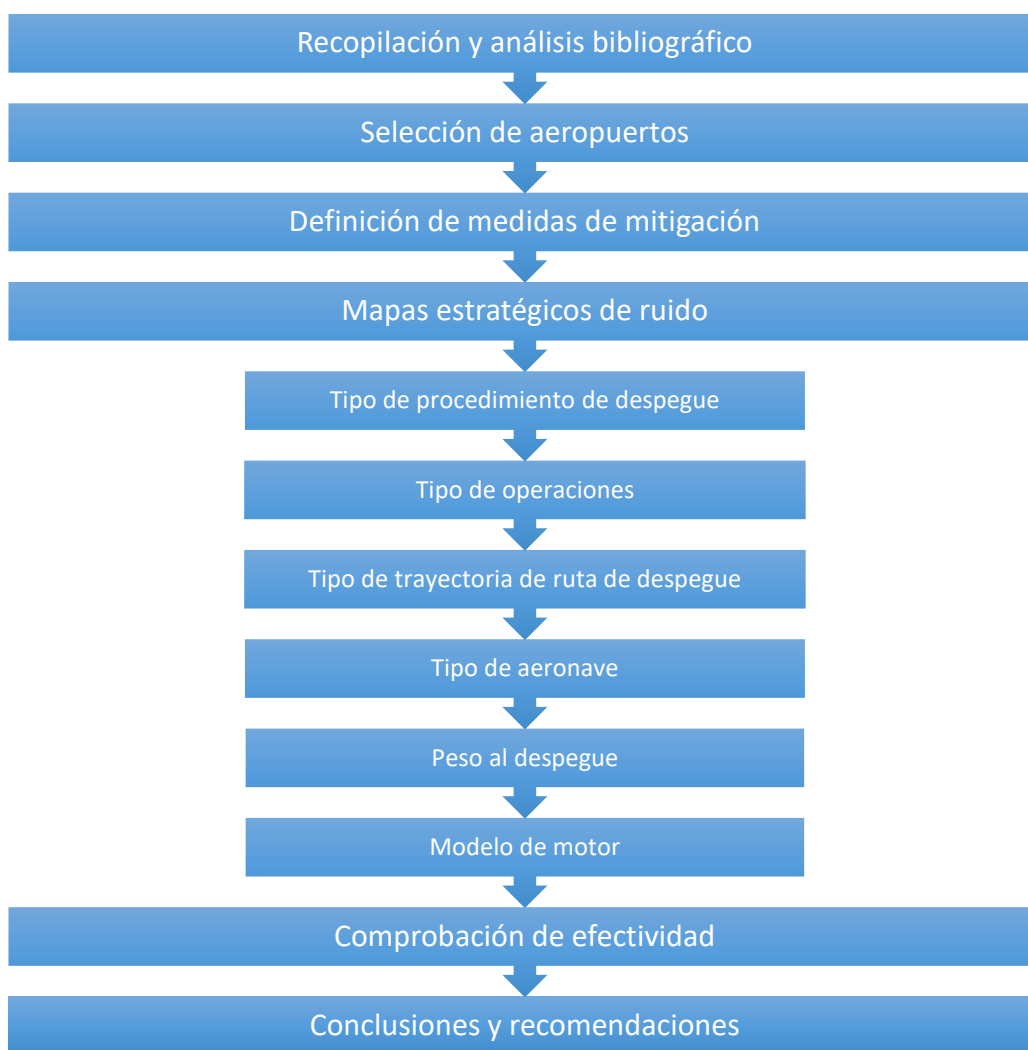 Recopilación y análisis bibliográfico
Selección de aeropuertos
Definición de medidas de mitigación
Mapas estratégicos de ruido
Tipo de procedimiento de despegue
Tipo de operaciones
Tipo de trayectoria de ruta de despegue
Tipo de aeronave
Peso al despegue
Modelo de motor
Comprobación de efectividad
Conclusiones y recomendaciones